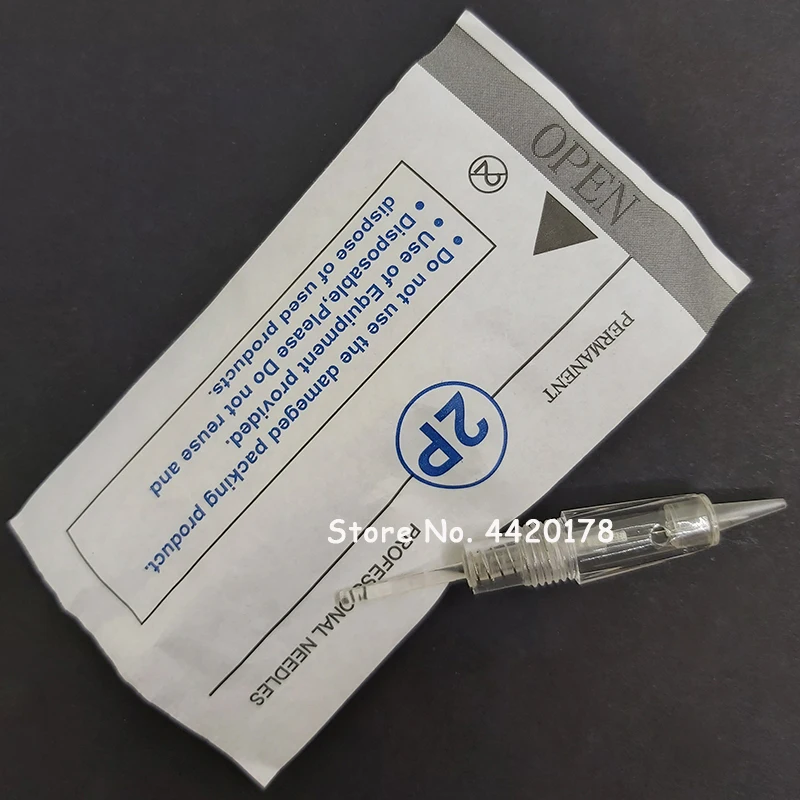 OPEN
PERMANENT
2P
PROFESSIONAL NEEDLES
• Do not use the dameged packing product.
• Use of Equipment provided.
• Disposable,Please Do not reuse and
dispose of used products.
Store No. 4420178